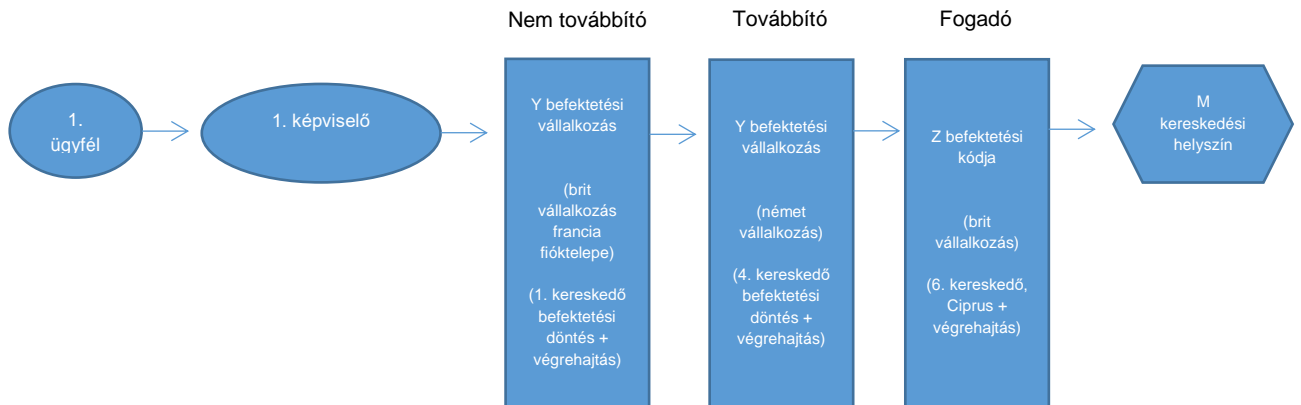 Nem továbbító
Továbbító
Fogadó
1.
ügyfél
1. képviselő
Y befektetési
vállalkozás
(brit
vállalkozás
francia
fióktelepe)
(1. kereskedő
befektetési
döntés +
végrehajtás)
Y befektetési
vállalkozás
(német
vállalkozás)
(4. kereskedő
befektetési
döntés +
végrehajtás)
Z befektetési
kódja
(brit
vállalkozás)
(6. kereskedő,
Ciprus +
végrehajtás)
M
kereskedési
helyszín